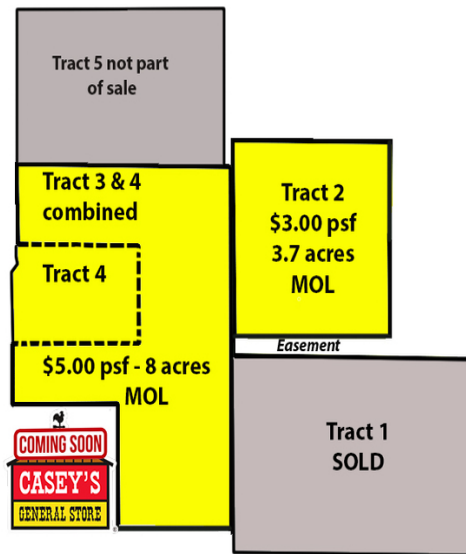 Tract 5 not part
of sale
Tract 3 & 4
combined
Tract 2
$3.00 psf
3.7 acres
MOL
Tract 4
Easement
$5.00 psf - 8 acres
MOL
Tract 1
SOLD
COMING SOON
CASEY'S
GENERAL STORE